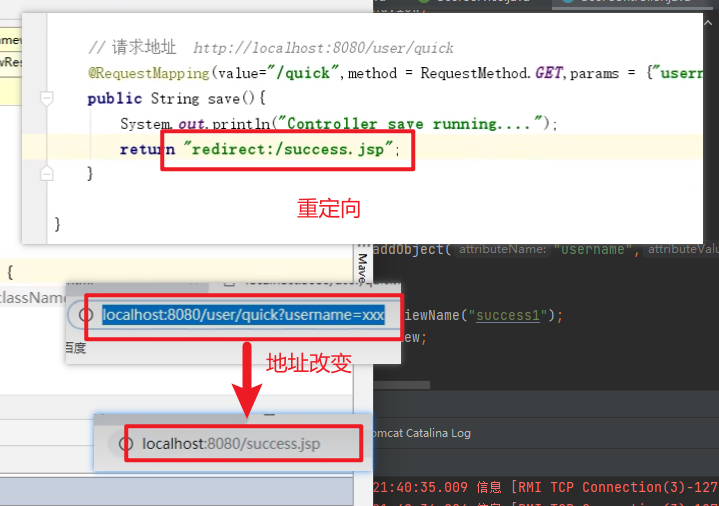 // 请求地址 http://localhost:8080/user/quick
@RequestMapping(value="/quick",method = RequestMethod.GET,params = {"usern
public String save(){
System.out.println("Controller save running....");
return "redirect:/success.jsp";
}
重定向
}
addObject( attributeName: "username", attributeValu
{
className
Mave
localhost:8080/user/quick?username=xxx
viewName("success1");
ew;
百度
地址改变
localhost:8080/success.jsp
omcat Catalina Log
21:40:35.009 信息 [RMI TCP Connection(3)-127